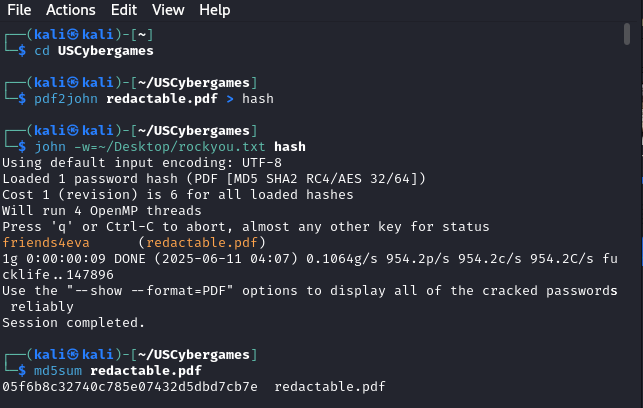 File Actions Edit View Help
┌──(kali㉿kali)-[~]
└─$ cd USCybergames
┌──(kali㉿kali)-[~/USCybergames]
└─$ pdf2john redactable.pdf > hash
┌──(kali㉿kali)-[~/USCybergames]
└─$ john -w=~/Desktop/rockyou.txt hash
Using default input encoding: UTF-8
Loaded 1 password hash (PDF [MD5 SHA2 RC4/AES 32/64])
Cost 1 (revision) is 6 for all loaded hashes
Will run 4 OpenMP threads
Press 'q' or Ctrl-C to abort, almost any other key for status
friends4eva      (redactable.pdf)
1g 0:00:00:09 DONE (2025-06-11 04:07) 0.1064g/s 954.2p/s 954.2c/s 954.2C/s fu
cklife..147896
Use the "--show --format=PDF" options to display all of the cracked passwords
 reliably
Session completed.
┌──(kali㉿kali)-[~/USCybergames]
└─$ md5sum redactable.pdf
05f6b8c32740c785e07432d5dbd7cb7e  redactable.pdf